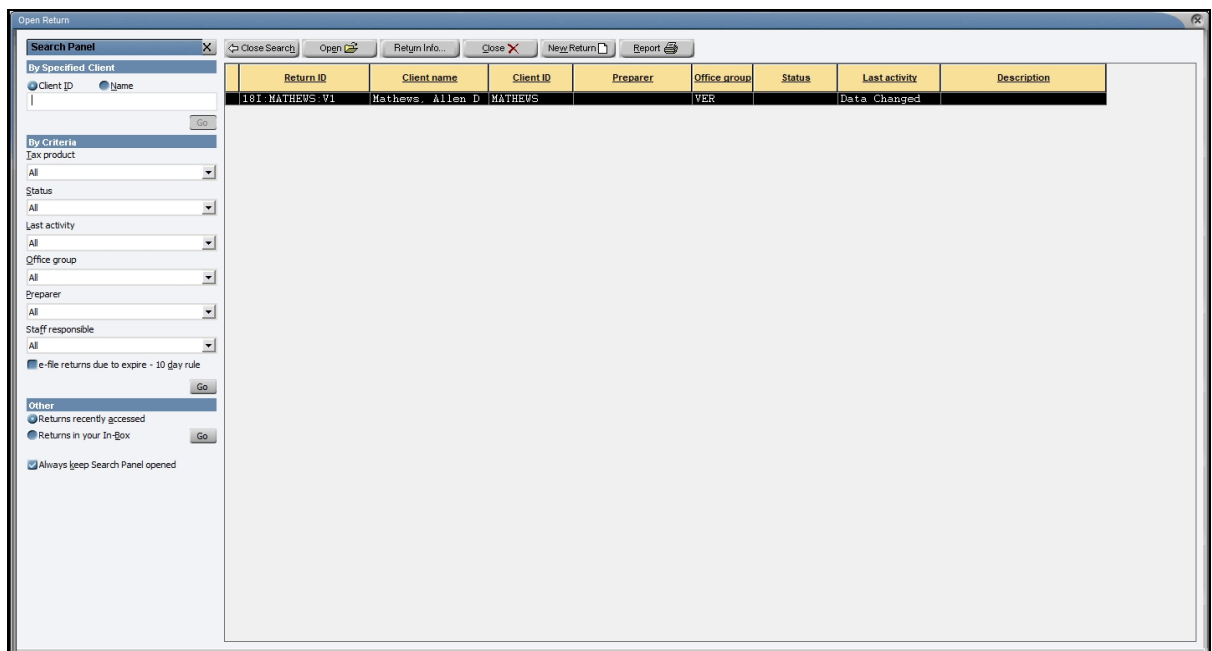 Open Return
Search Panel X
Close Search Open Return Info... Close New Return Report
By Specified Client
Client ID Name
Go
By Criteria
Tax product
All
Status
All
Last activity
All
Office group
All
Preparer
All
Staff responsible
All
e-file returns due to expire - 10 day rule
Go
Other
Returns recently accessed
Returns in your In-Box Go
Always keep Search Panel opened
Return ID Client name Client ID Preparer Office group Status Last activity Description
18I:MATHEWS:V1 Mathews, Allen D MATHEWS VER Data Changed